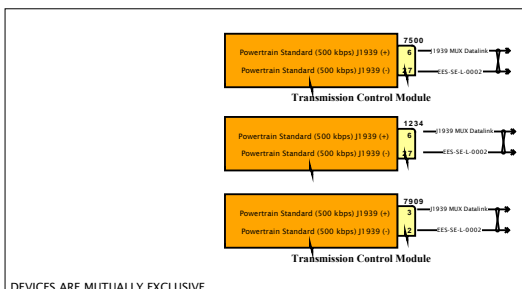 7500
Powertrain Standard (500 kbps) J1939 (+) 6 J1939 MUX Datalink
Powertrain Standard (500 kbps) J1939 (-) 27 EES-SE-L-0002
Transmission Control Module
1234
Powertrain Standard (500 kbps) J1939 (+) 6 J1939 MUX Datalink
Powertrain Standard (500 kbps) J1939 (-) 27 EES-SE-L-0002
7909
Powertrain Standard (500 kbps) J1939 (+) 3 J1939 MUX Datalink
Powertrain Standard (500 kbps) J1939 (-) 2 EES-SE-L-0002
Transmission Control Module
DEVICES ARE MUTUALLY EXCLUSIVE